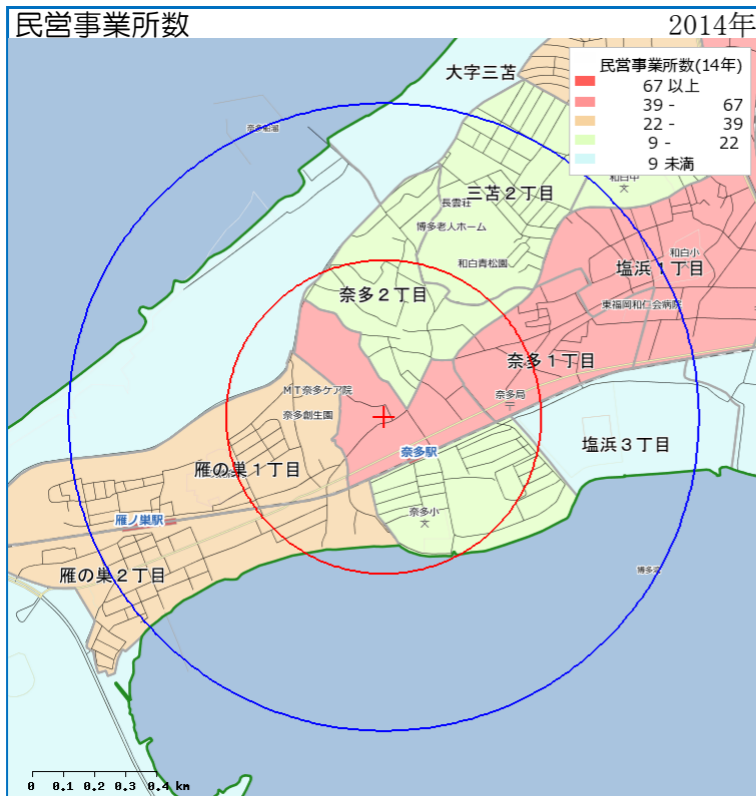 民営事業所数
2014年
民営事業所数(14年)
67 以上
39 - 67
22 - 39
9 - 22
9 未満
大字三苫
和白中
文
三苫2丁目
長雲荘
博多老人ホーム
和白青松園
和白小
塩浜1丁目
東福岡和仁会病院
奈多2丁目
奈多1丁目
奈多局
MT奈多ケア院
奈多創生園
奈多駅
塩浜3丁目
雁の巣1丁目
奈多小
文
雁ノ巣駅
雁の巣2丁目
0 0.1 0.2 0.3 0.4 km